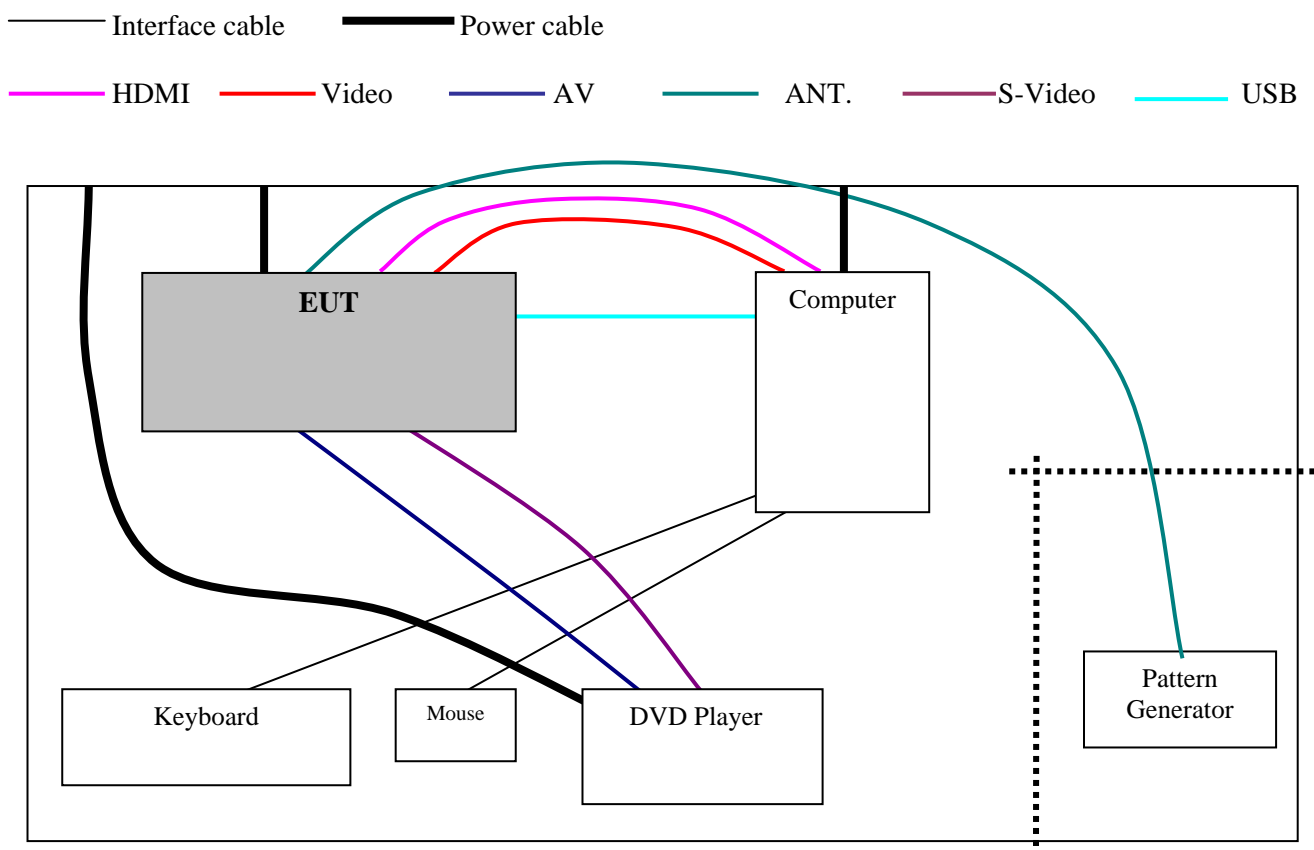 Interface cable Power cable
HDMI Video AV ANT. S-Video USB
EUT
Computer
Keyboard
Mouse
DVD Player
Pattern
Generator